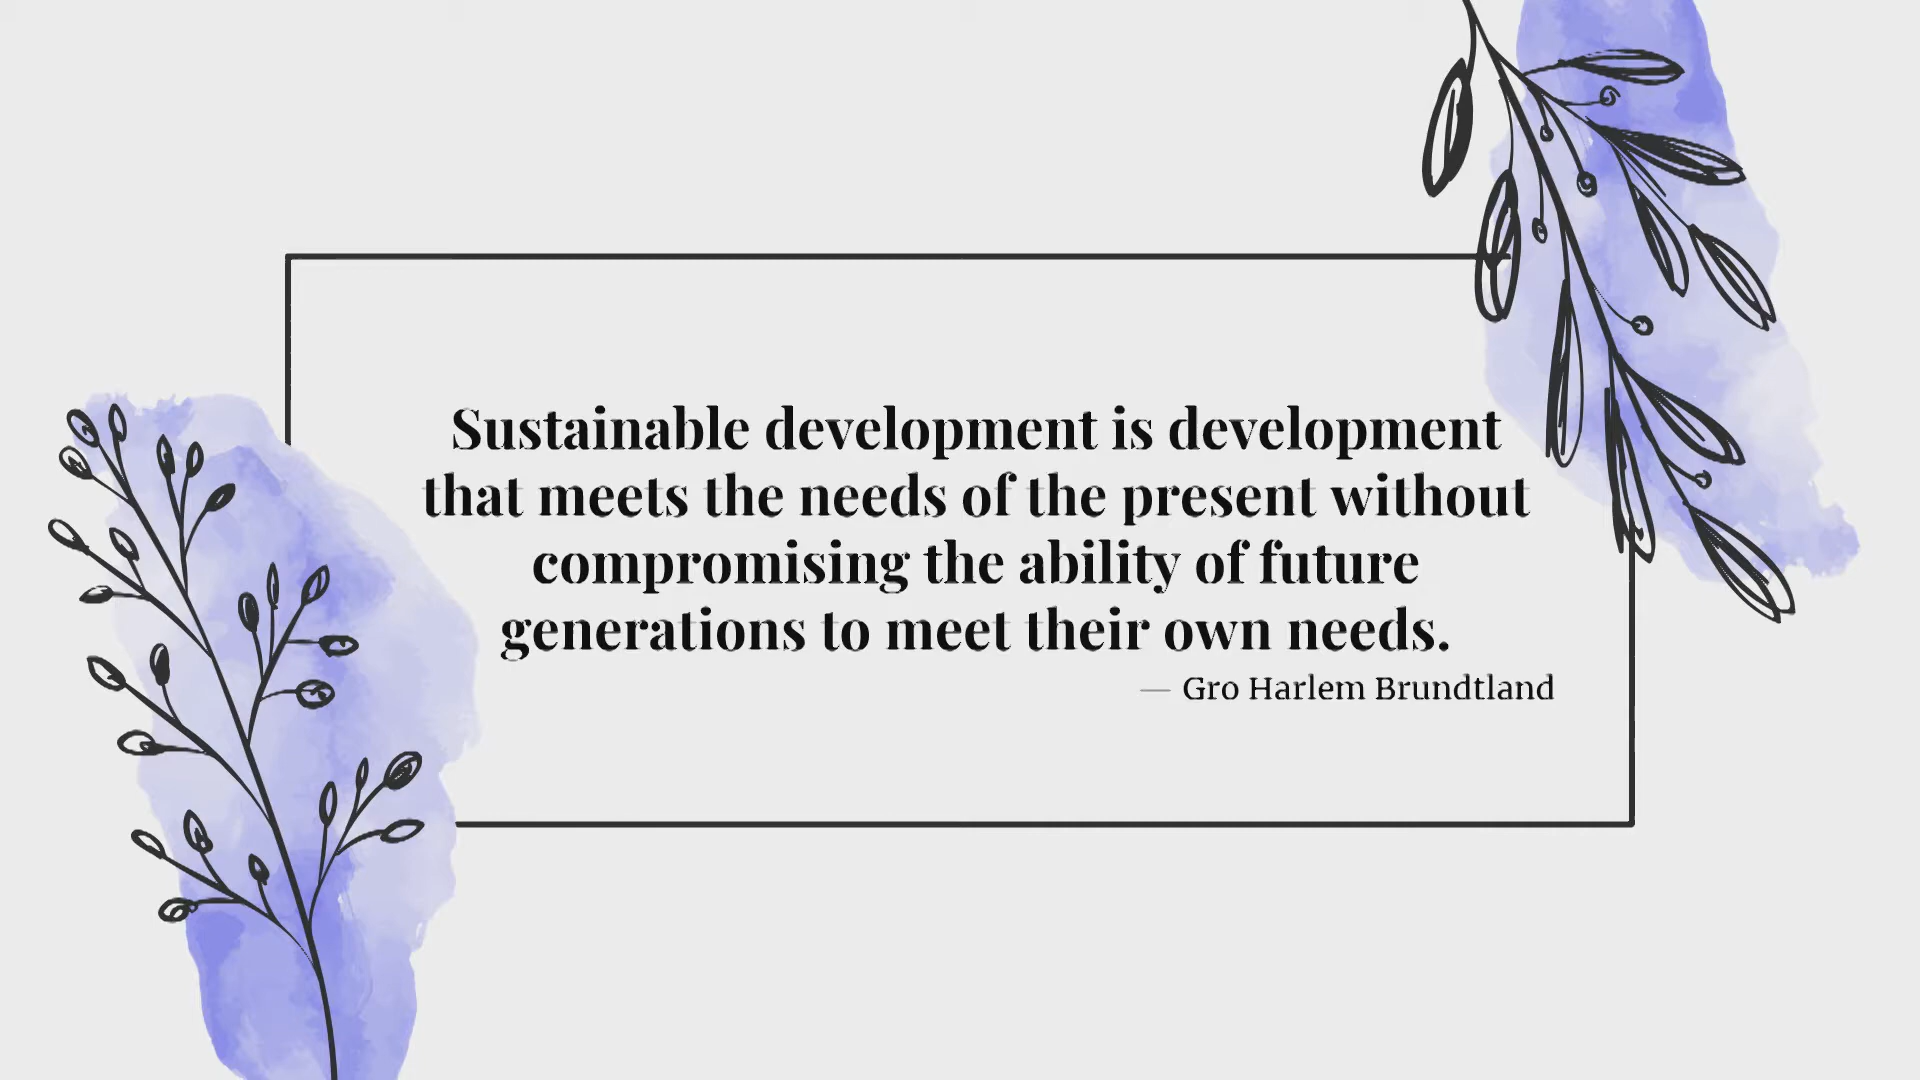 Sustainable development is development
that meets the needs of the present without
compromising the ability of future
generations to meet their own needs.
— Gro Harlem Brundtland